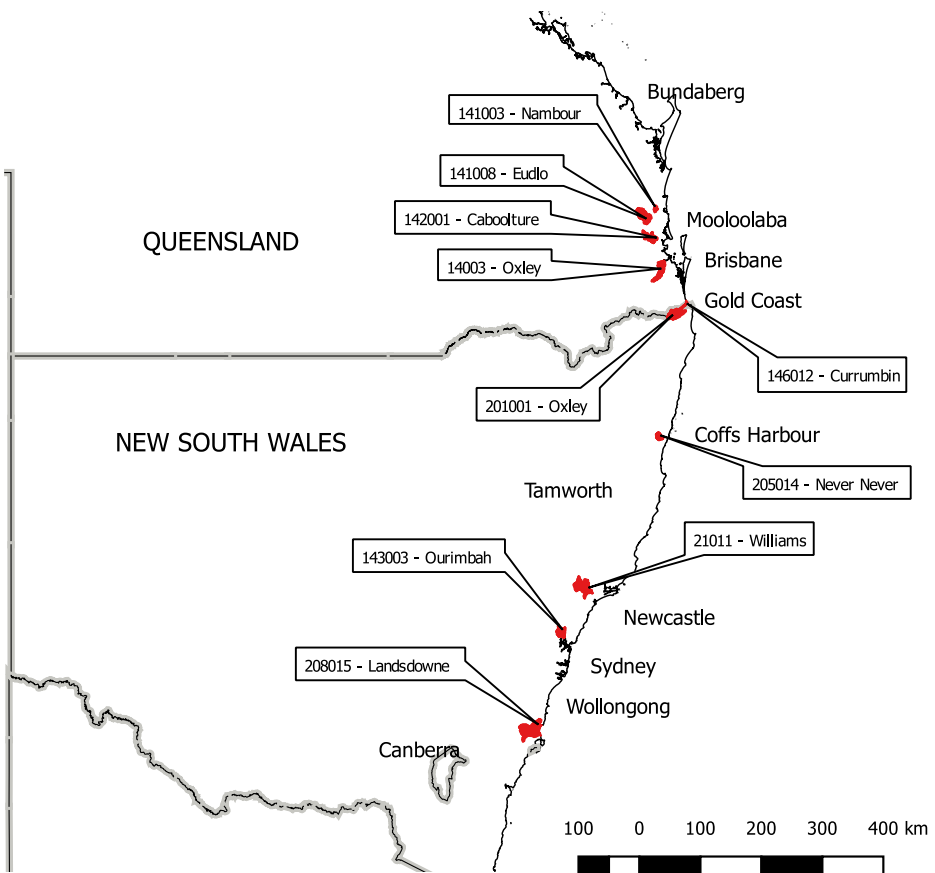 Bundaberg
141003 - Nambour
141008 - Eudlo
142001 - Caboolture
Mooloolaba
QUEENSLAND
Brisbane
14003 - Oxley
Gold Coast
146012 - Currumbin
201001 - Oxley
NEW SOUTH WALES
Coffs Harbour
205014 - Never Never
Tamworth
21011 - Williams
143003 - Ourimbah
Newcastle
208015 - Landsdowne
Sydney
Wollongong
Canberra
100 0 100 200 300 400 km